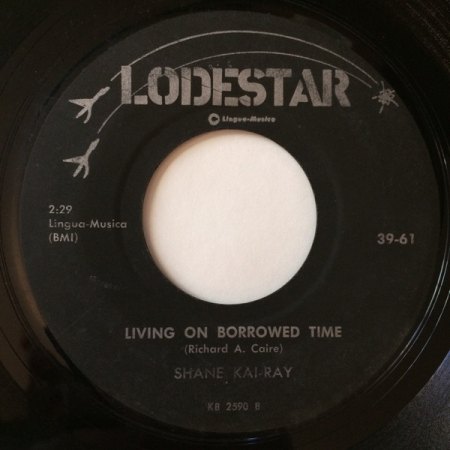 LODESTAR
© Lingua-Musica
2:29
Lingua-Musica
(BMI)
39-61
LIVING ON BORROWED TIME
(Richard A. Caire)
SHANE KAI-RAY
KB 2590 B